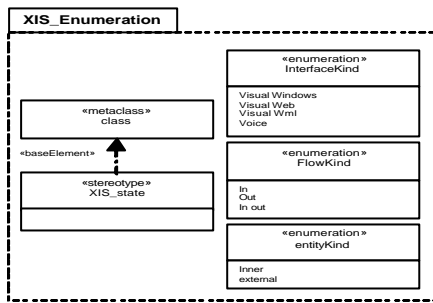 XIS_Enumeration
«metaclass»
class
«baseElement»
«stereotype»
XIS_state
«enumeration»
InterfaceKind
Visual Windows
Visual Web
Visual Wml
Voice
«enumeration»
FlowKind
In
Out
In out
«enumeration»
entityKind
Inner
external